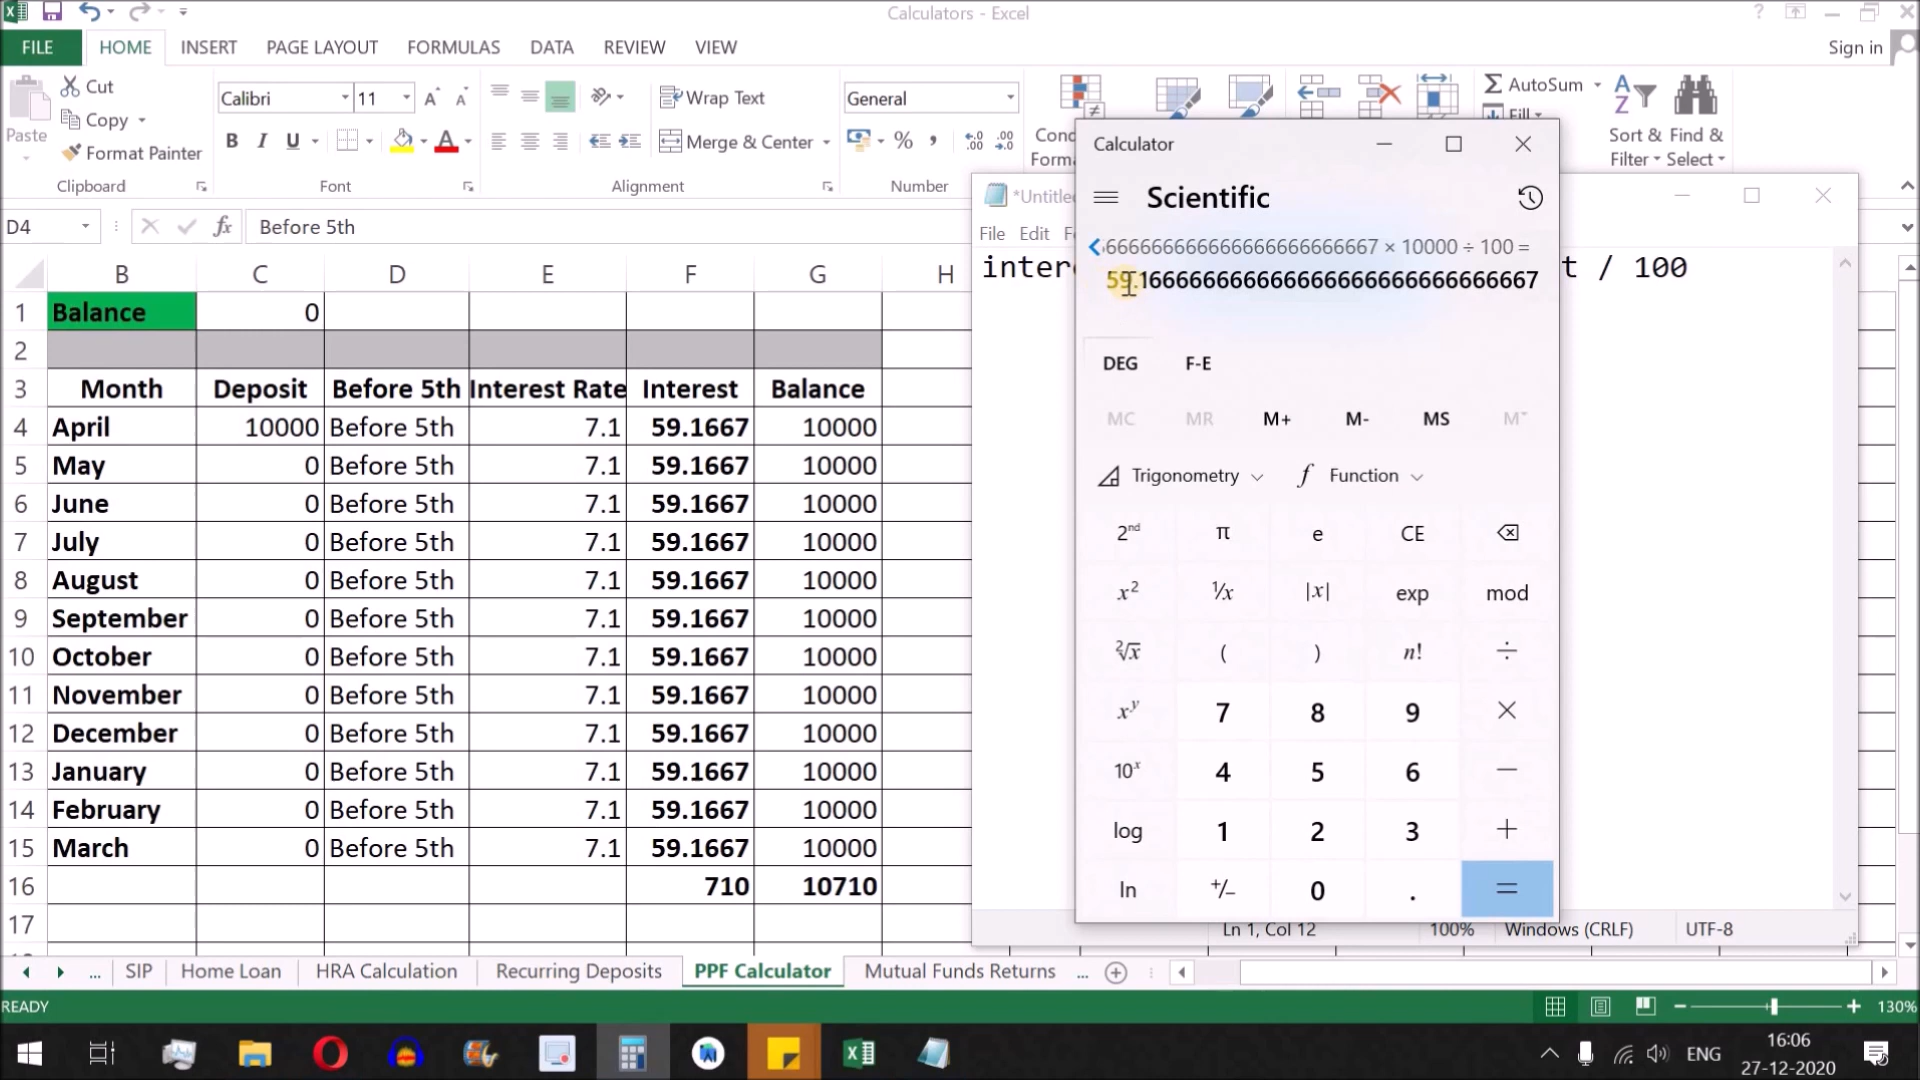 Calculators - Excel
?
FILE HOME INSERT PAGE LAYOUT FORMULAS DATA REVIEW VIEW Sign in
Paste
Cut
Copy
Format Painter
Clipboard
Calibri 11 A A
B I U A
Font
Wrap Text
Merge & Center
Alignment
General
% ,
Number
Σ AutoSum
Fill
Sort & Filter
Find & Select
D4 fx Before 5th
B C D E F G H
1 Balance 0
2
3 Month Deposit Before 5th Interest Rate Interest Balance
4 April 10000 Before 5th 7.1 59.1667 10000
5 May 0 Before 5th 7.1 59.1667 10000
6 June 0 Before 5th 7.1 59.1667 10000
7 July 0 Before 5th 7.1 59.1667 10000
8 August 0 Before 5th 7.1 59.1667 10000
9 September 0 Before 5th 7.1 59.1667 10000
10 October 0 Before 5th 7.1 59.1667 10000
11 November 0 Before 5th 7.1 59.1667 10000
12 December 0 Before 5th 7.1 59.1667 10000
13 January 0 Before 5th 7.1 59.1667 10000
14 February 0 Before 5th 7.1 59.1667 10000
15 March 0 Before 5th 7.1 59.1667 10000
16 710 10710
17
File Edit
t / 100
Ln 1, Col 12 100% Windows (CRLF) UTF-8
Calculator
Scientific
× 10000 ÷ 100 =
DEG F-E
MC MR M+ M- MS M˅
Trigonometry f Function
2nd π e CE
x² ¹/x |x| exp mod
²√x ( ) n! ÷
xʸ 7 8 9 ×
10ˣ 4 5 6 −
log 1 2 3 +
ln +/− 0 . =
... SIP Home Loan HRA Calculation Recurring Deposits PPF Calculator Mutual Funds Returns ...
READY 130%
ENG
16:06
27-12-2020